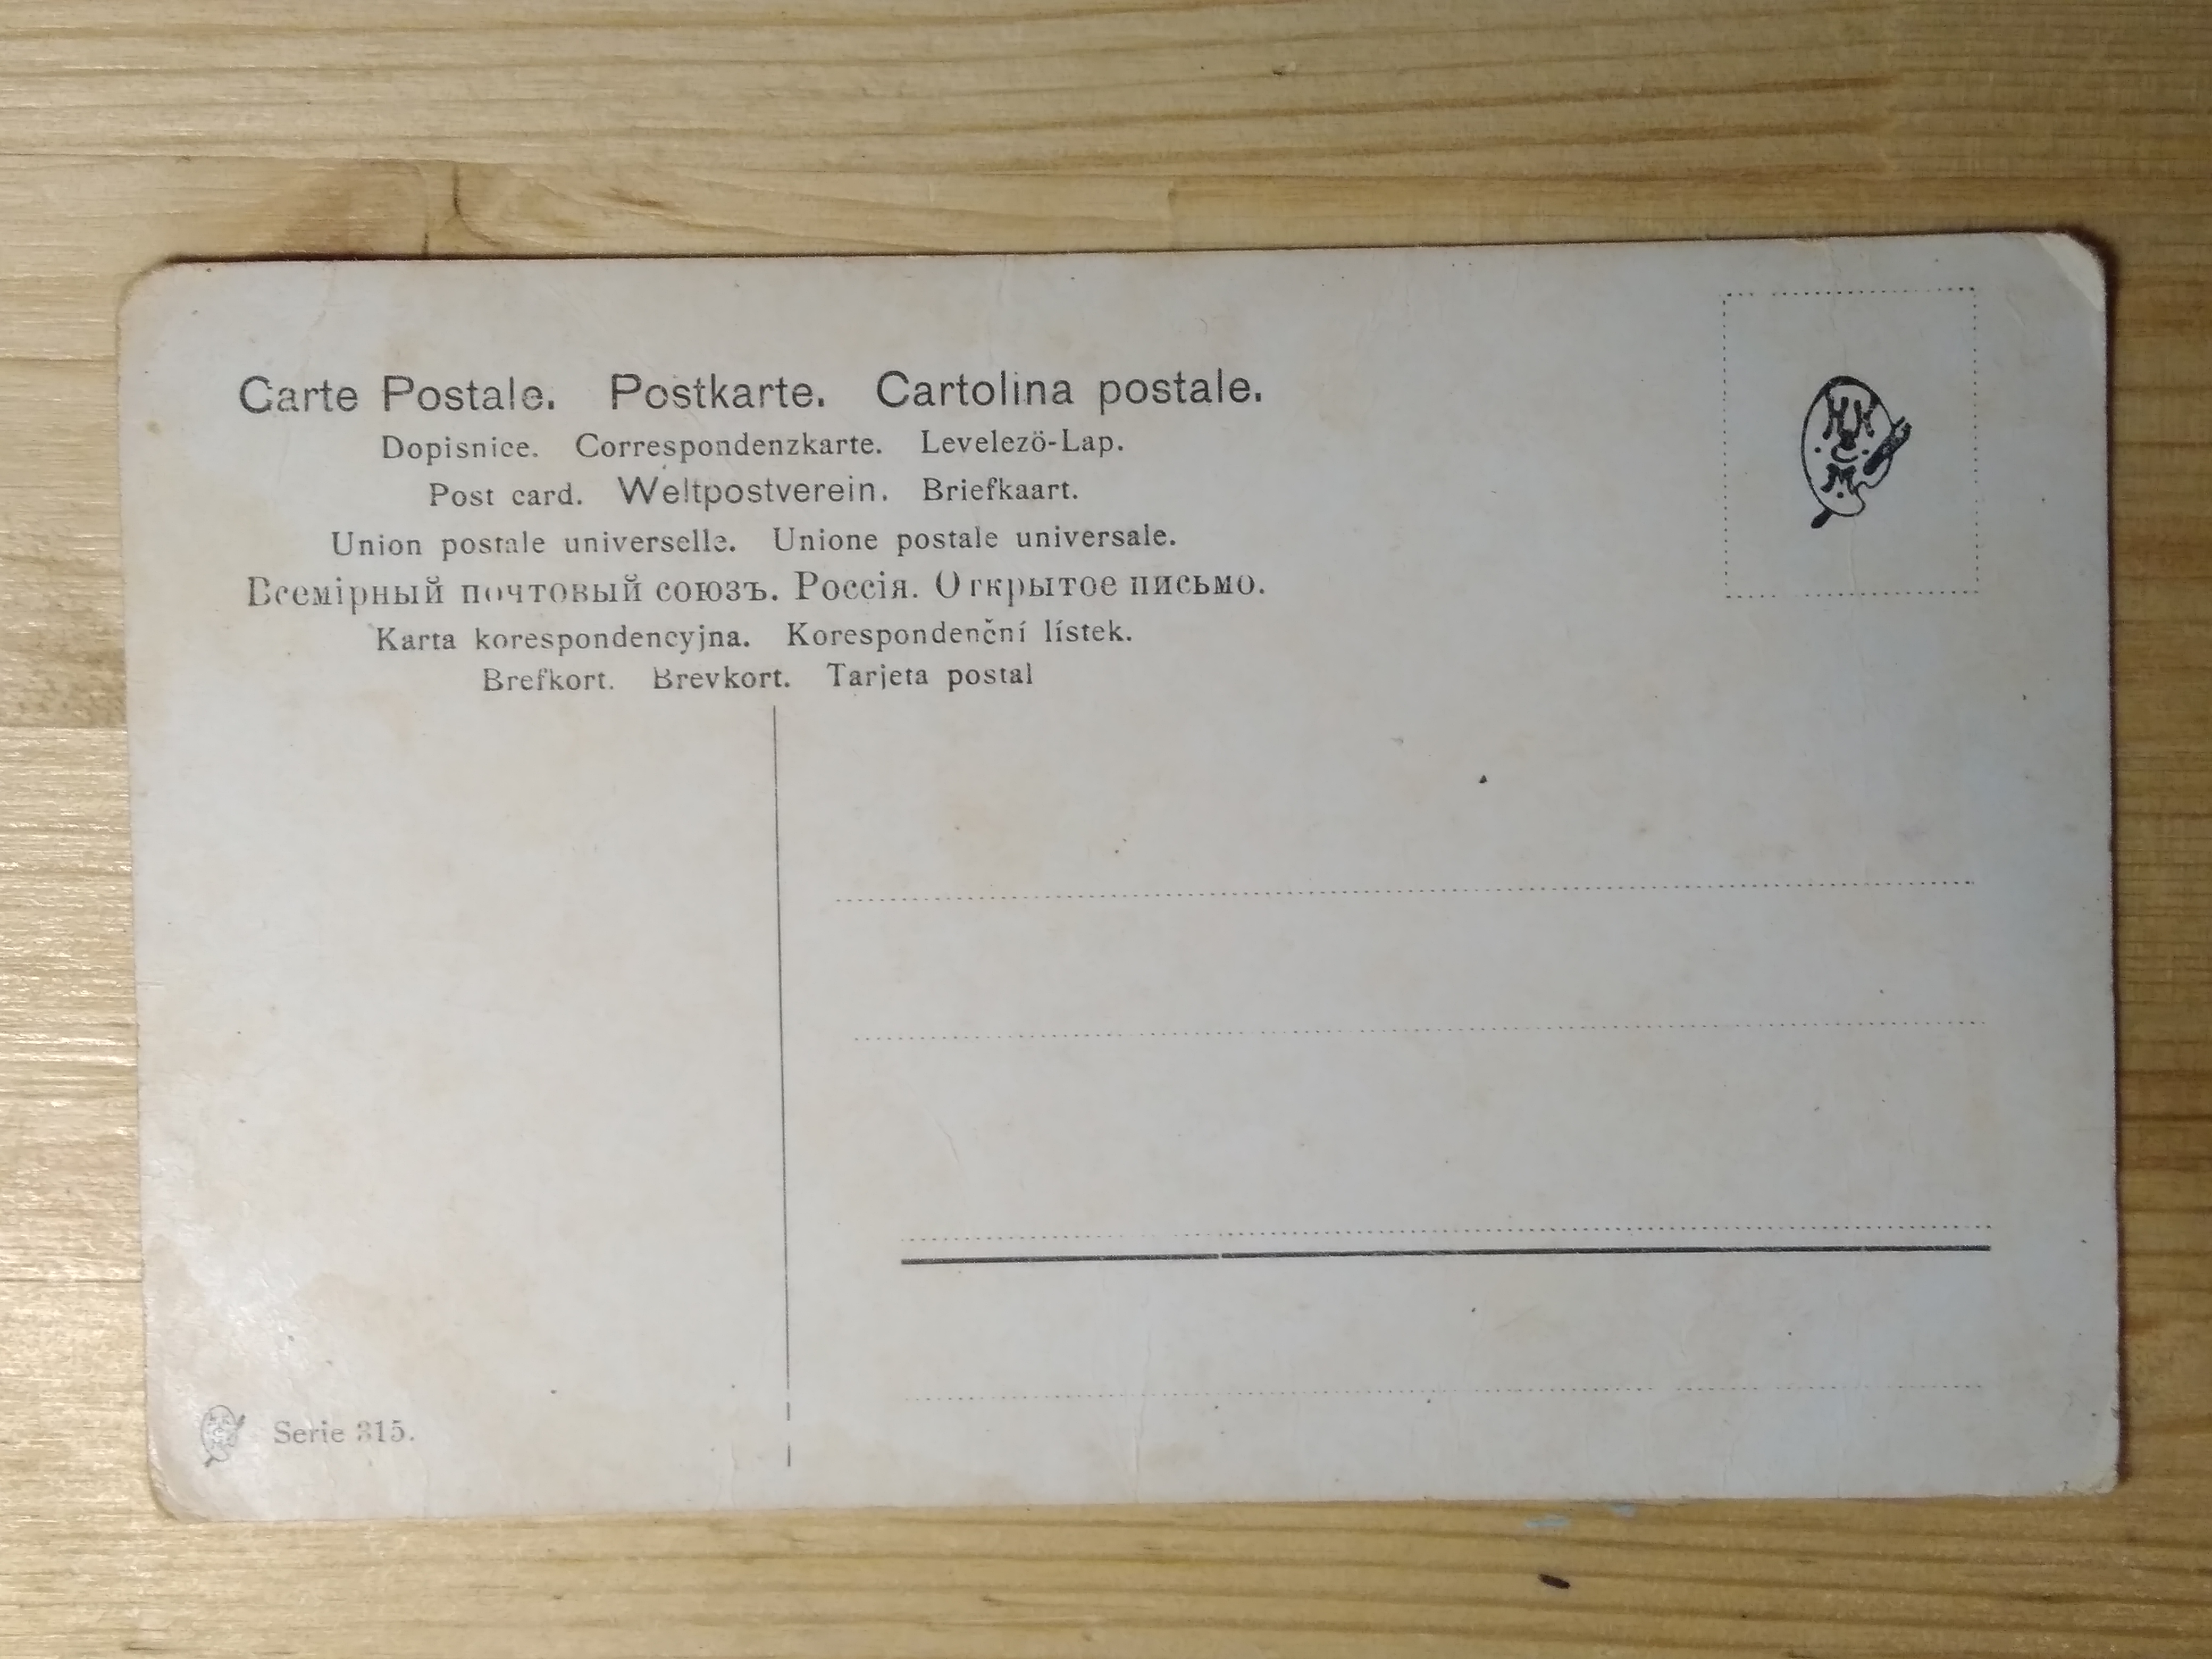 Carte Postale. Postkarte. Cartolina postale.
Dopisnice. Correspondenzkarte. Levelezö-Lap.
Post card. Weltpostverein. Briefkaart.
Union postale universelle. Unione postale universale.
Всемірный почтовый союзъ. Россія. Открытое письмо.
Karta korespondencyjna. Korespondenční lístek.
Brefkort. Brevkort. Tarjeta postal
Serie 315.